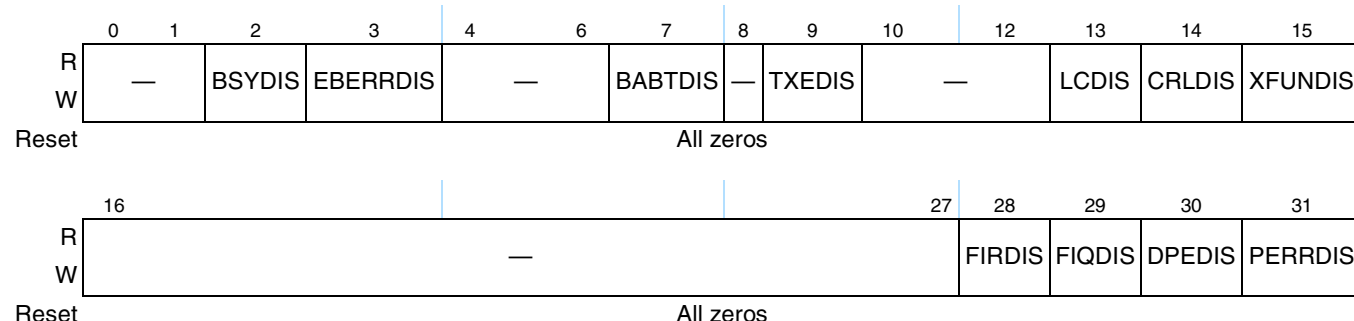 0 1 2 3 4 6 7 8 9 10 12 13 14 15
R
W
— BSYDIS EBERRDIS — BABTDIS — TXEDIS — LCDIS CRLDIS XFUNDIS
Reset All zeros
16 27 28 29 30 31
R
W
— FIRDIS FIQDIS DPEDIS PERRDIS
Reset All zeros